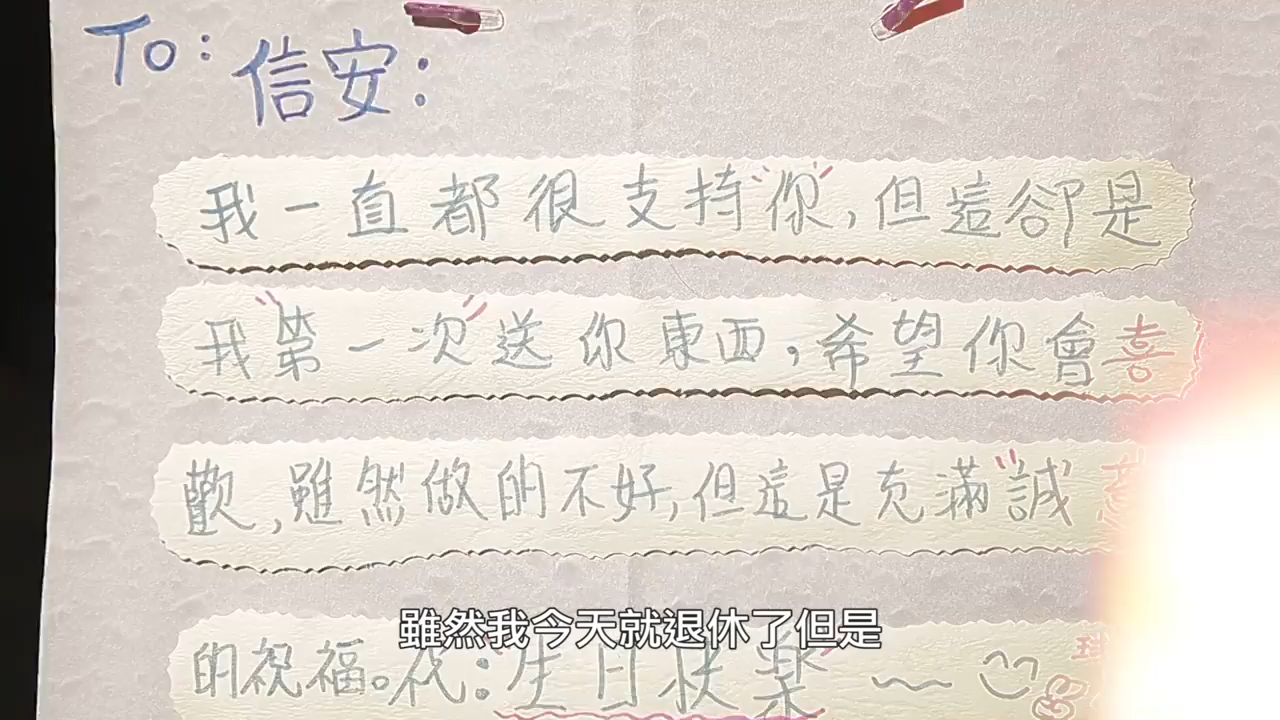 To: 信安:
我一直都很支持"你",但這卻是
我"第一次"送你東西,希望你會喜
歡,雖然做的不好,但這是充滿"誠意
的祝福。祝:生日快樂~~
雖然我今天就退休了但是